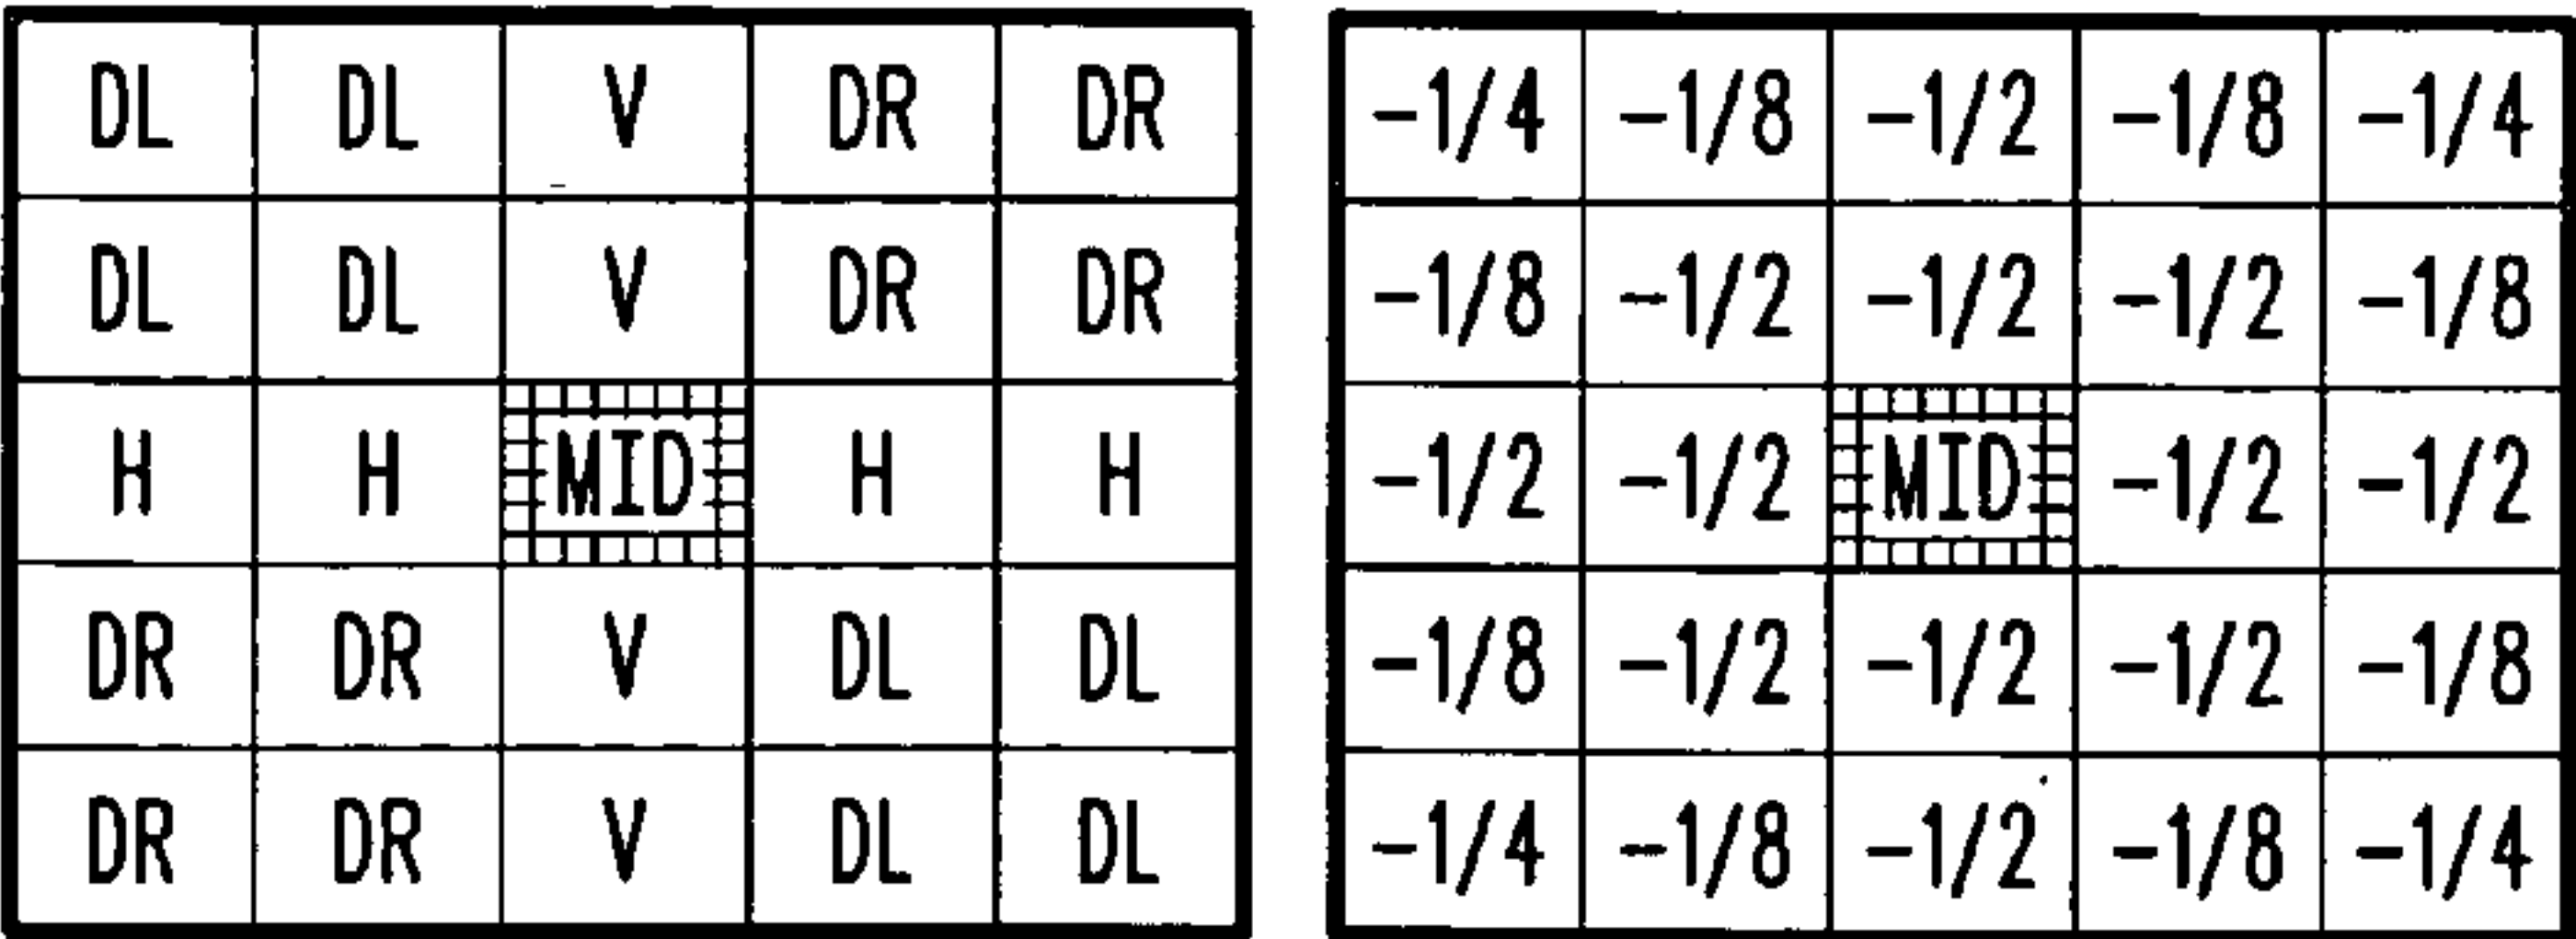 DL DL V DR DR -1/4 -1/8 -1/2 -1/8 -1/4
DL DL V DR DR -1/8 -1/2 -1/2 -1/2 -1/8
H H MID H H -1/2 -1/2 MID -1/2 -1/2
DR DR V DL DL -1/8 -1/2 -1/2 -1/2 -1/8
DR DR V DL DL -1/4 -1/8 -1/2 -1/8 -1/4